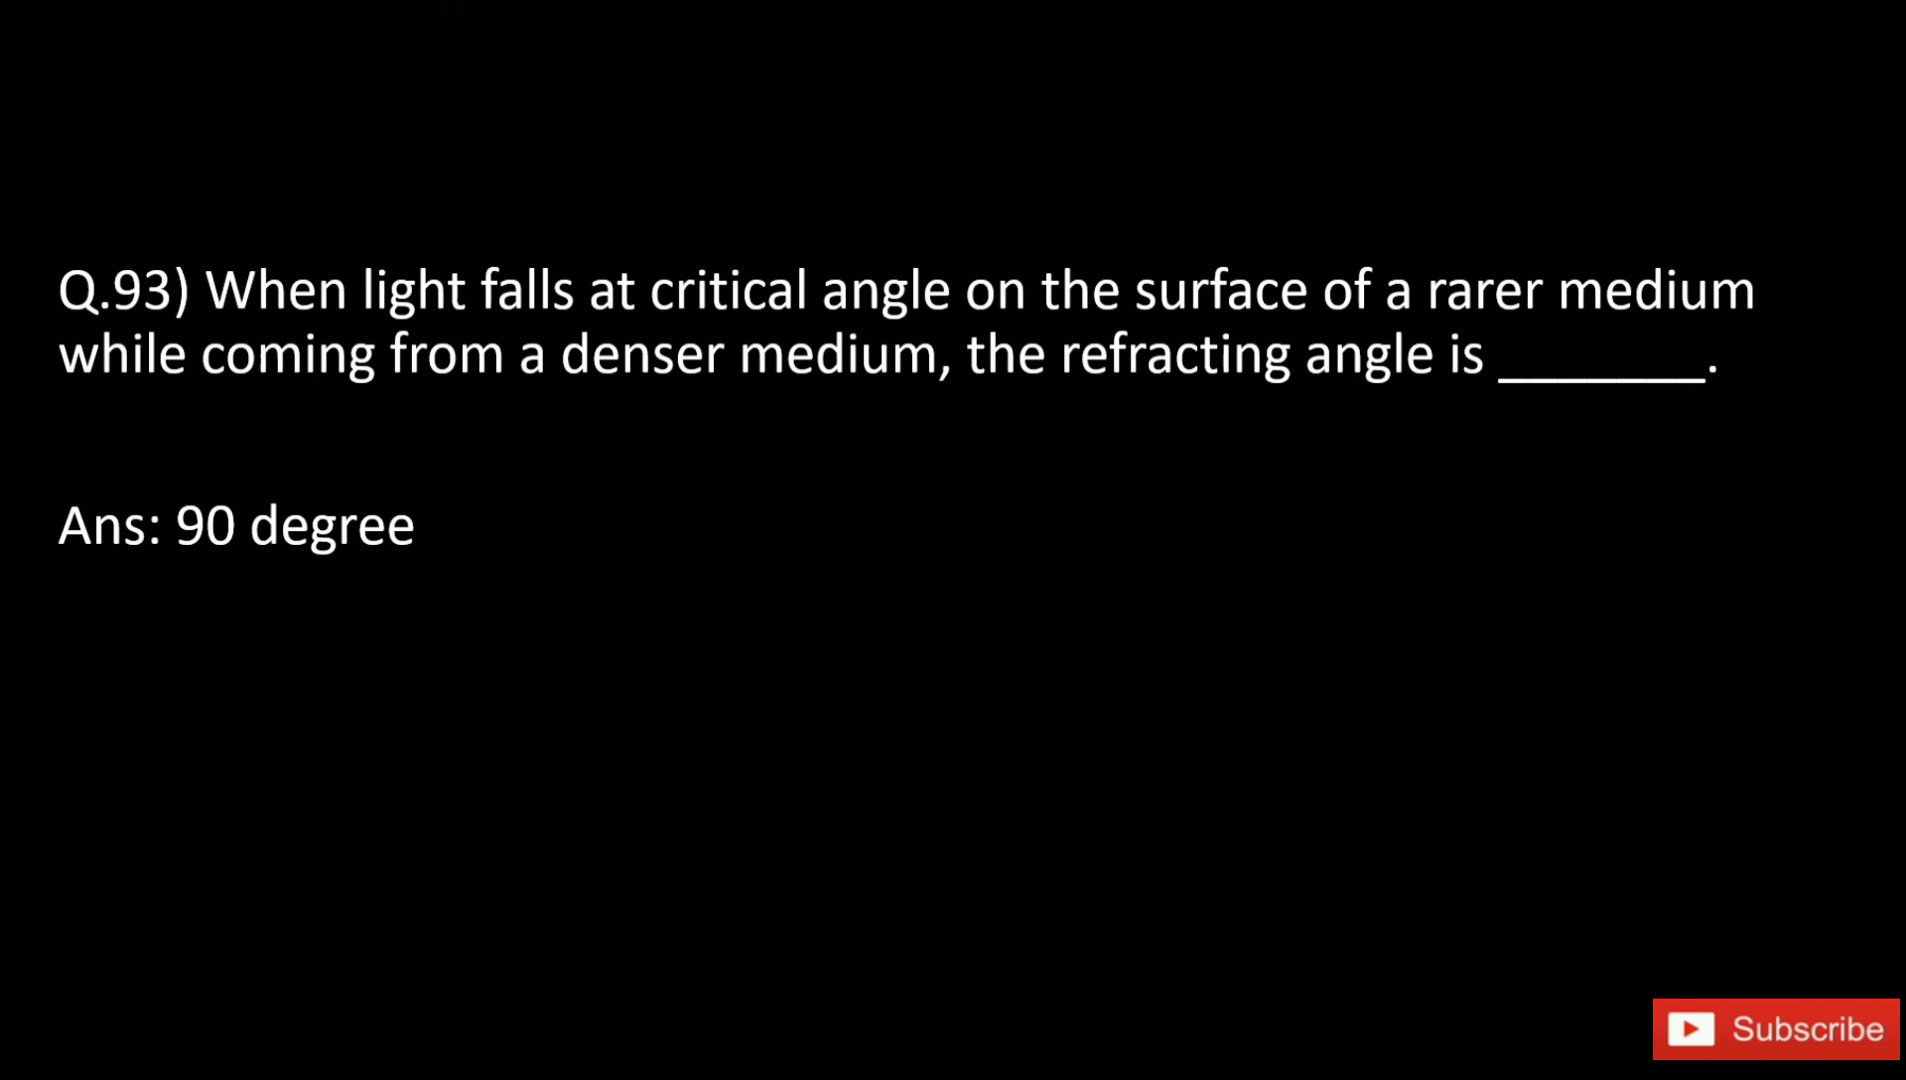 Q.93) When light falls at critical angle on the surface of a rarer medium
while coming from a denser medium, the refracting angle is _______.
Ans: 90 degree
Subscribe